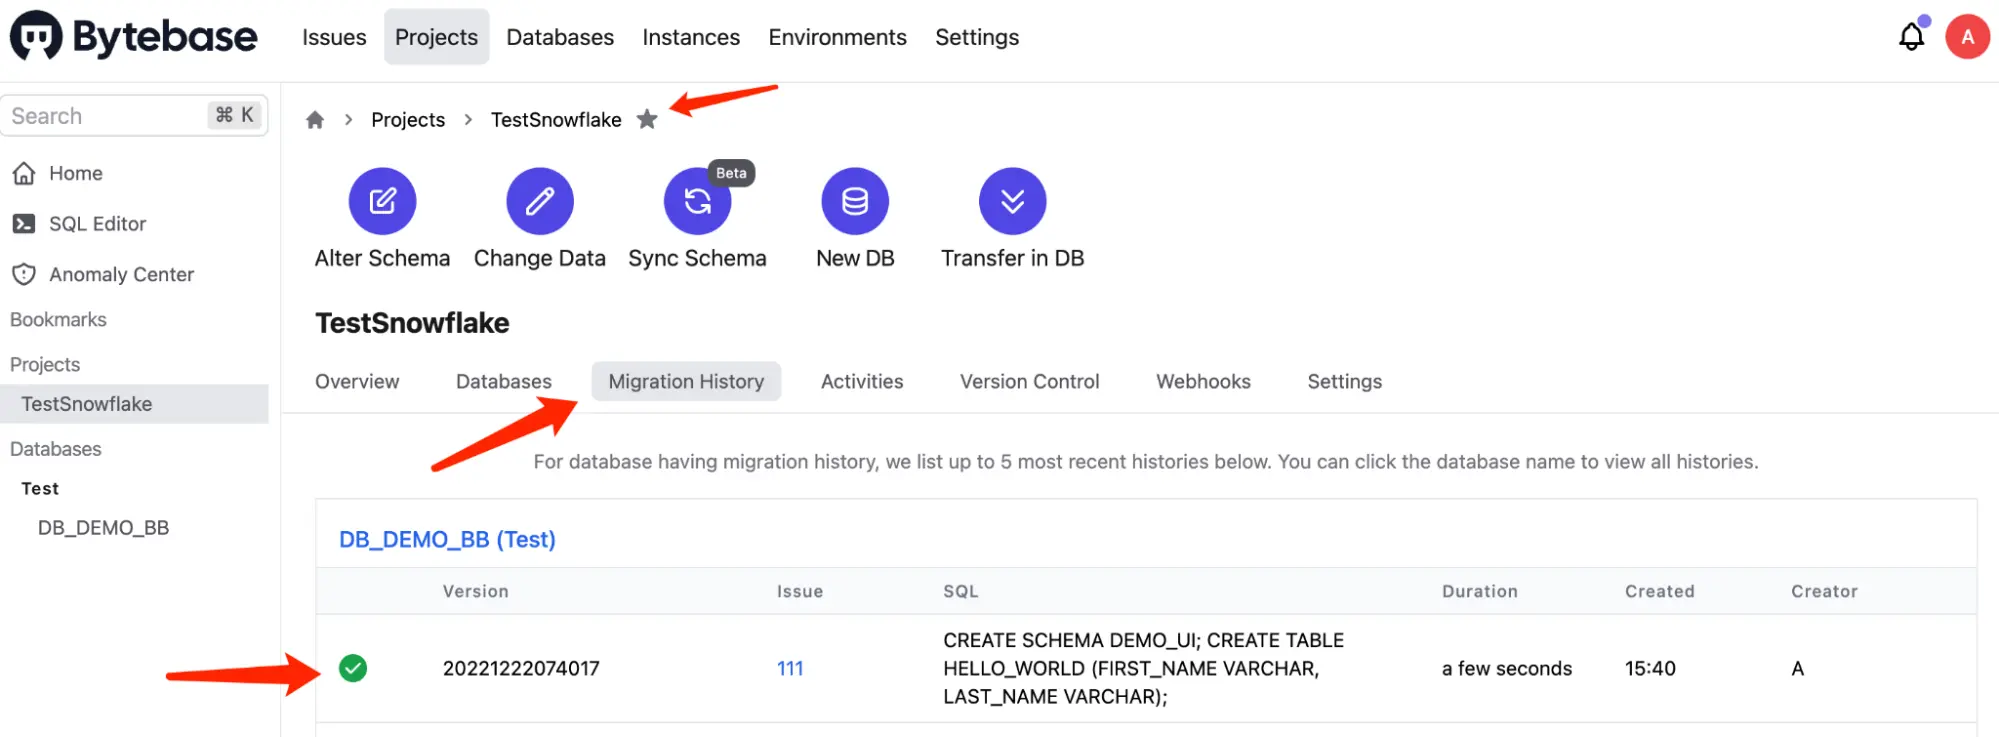 Bytebase Issues Projects Databases Instances Environments Settings A
Search ⌘ K
Home
SQL Editor
Anomaly Center
Bookmarks
Projects
TestSnowflake
Databases
Test
DB_DEMO_BB
Projects TestSnowflake
Beta
Alter Schema Change Data Sync Schema New DB Transfer in DB
TestSnowflake
Overview Databases Migration History Activities Version Control Webhooks Settings
For database having migration history, we list up to 5 most recent histories below. You can click the database name to view all histories.
DB_DEMO_BB (Test)
Version Issue SQL Duration Created Creator
20221222074017 111 CREATE SCHEMA DEMO_UI; CREATE TABLE
HELLO_WORLD (FIRST_NAME VARCHAR,
LAST_NAME VARCHAR); a few seconds 15:40 A